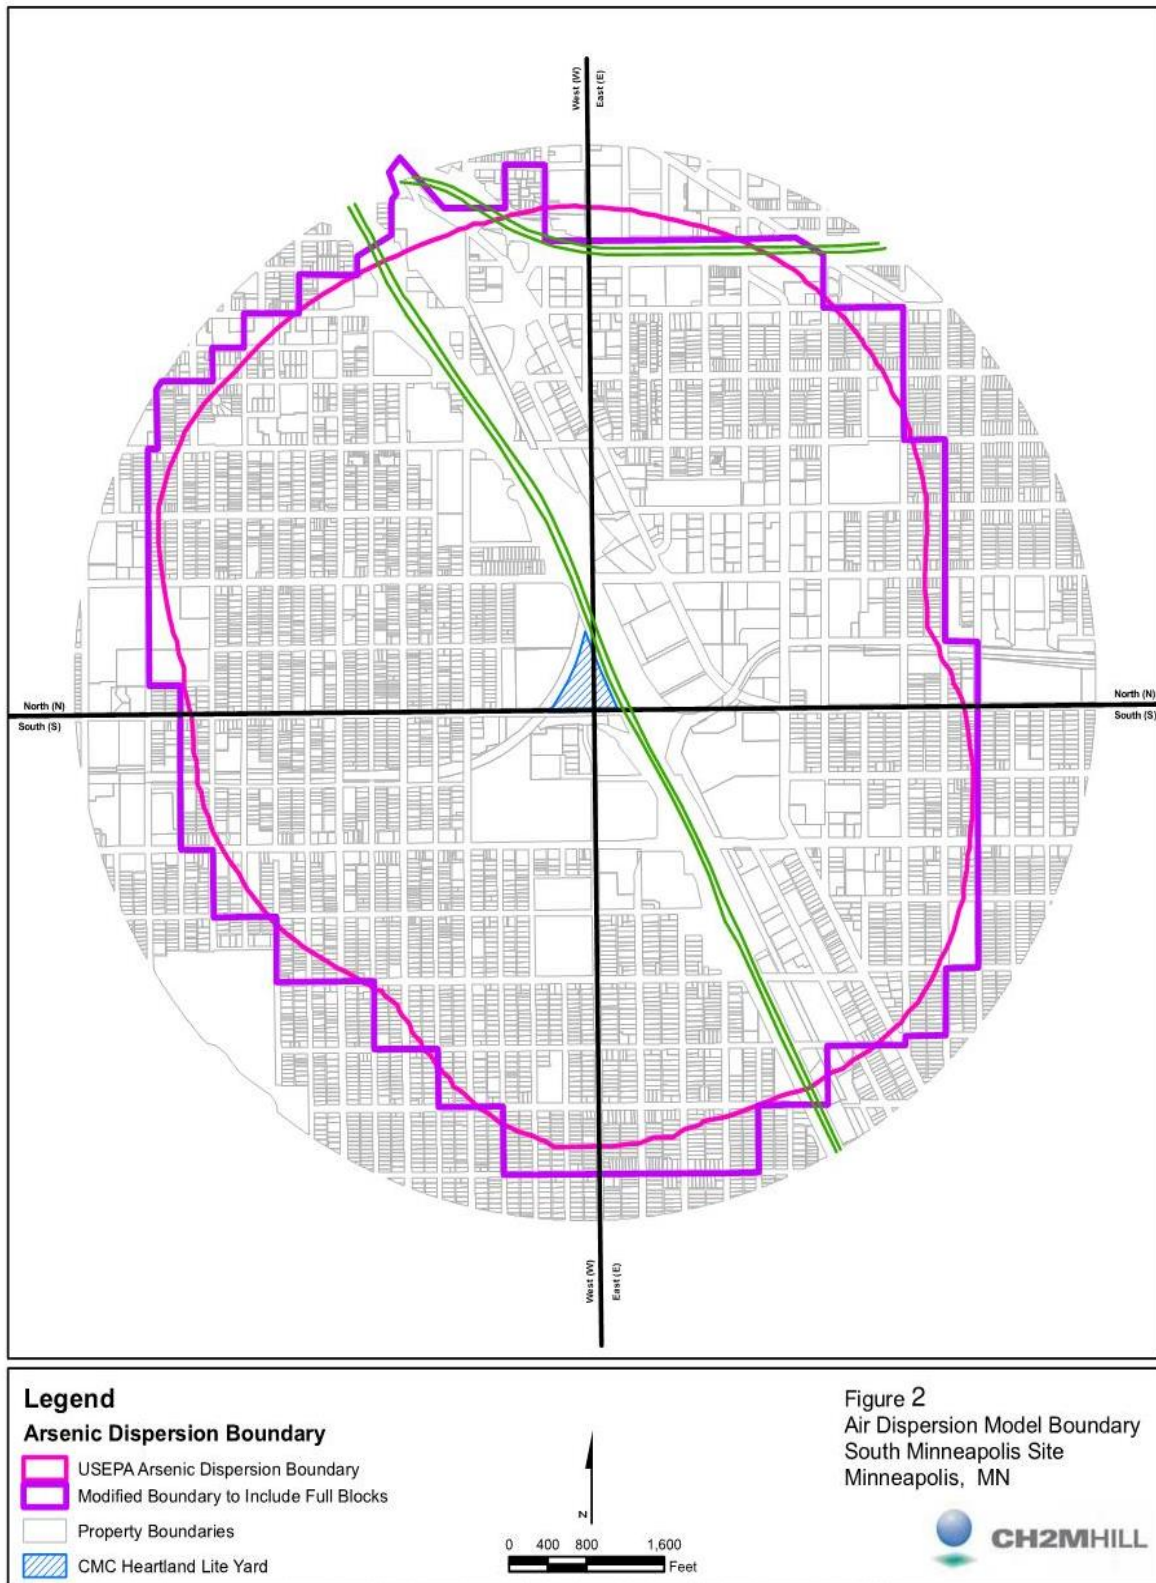 West (W)
East (E)
North (N)
South (S)
North (N)
South (S)
West (W)
East (E)
Legend
Arsenic Dispersion Boundary
USEPA Arsenic Dispersion Boundary
Modified Boundary to Include Full Blocks
Property Boundaries
CMC Heartland Lite Yard
N
0 400 800 1,600
Feet
Figure 2
Air Dispersion Model Boundary
South Minneapolis Site
Minneapolis, MN
CH2MHILL